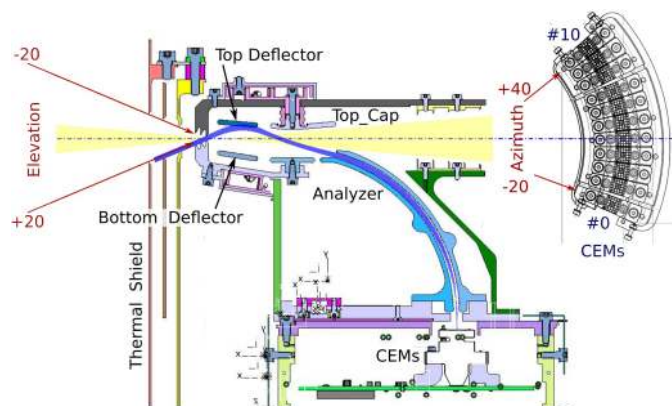 -20
Top Deflector
#10
Top_Cap
+40
Elevation
Azimuth
Analyzer
-20
Bottom Deflector
+20
#0
CEMs
Thermal Shield
CEMs